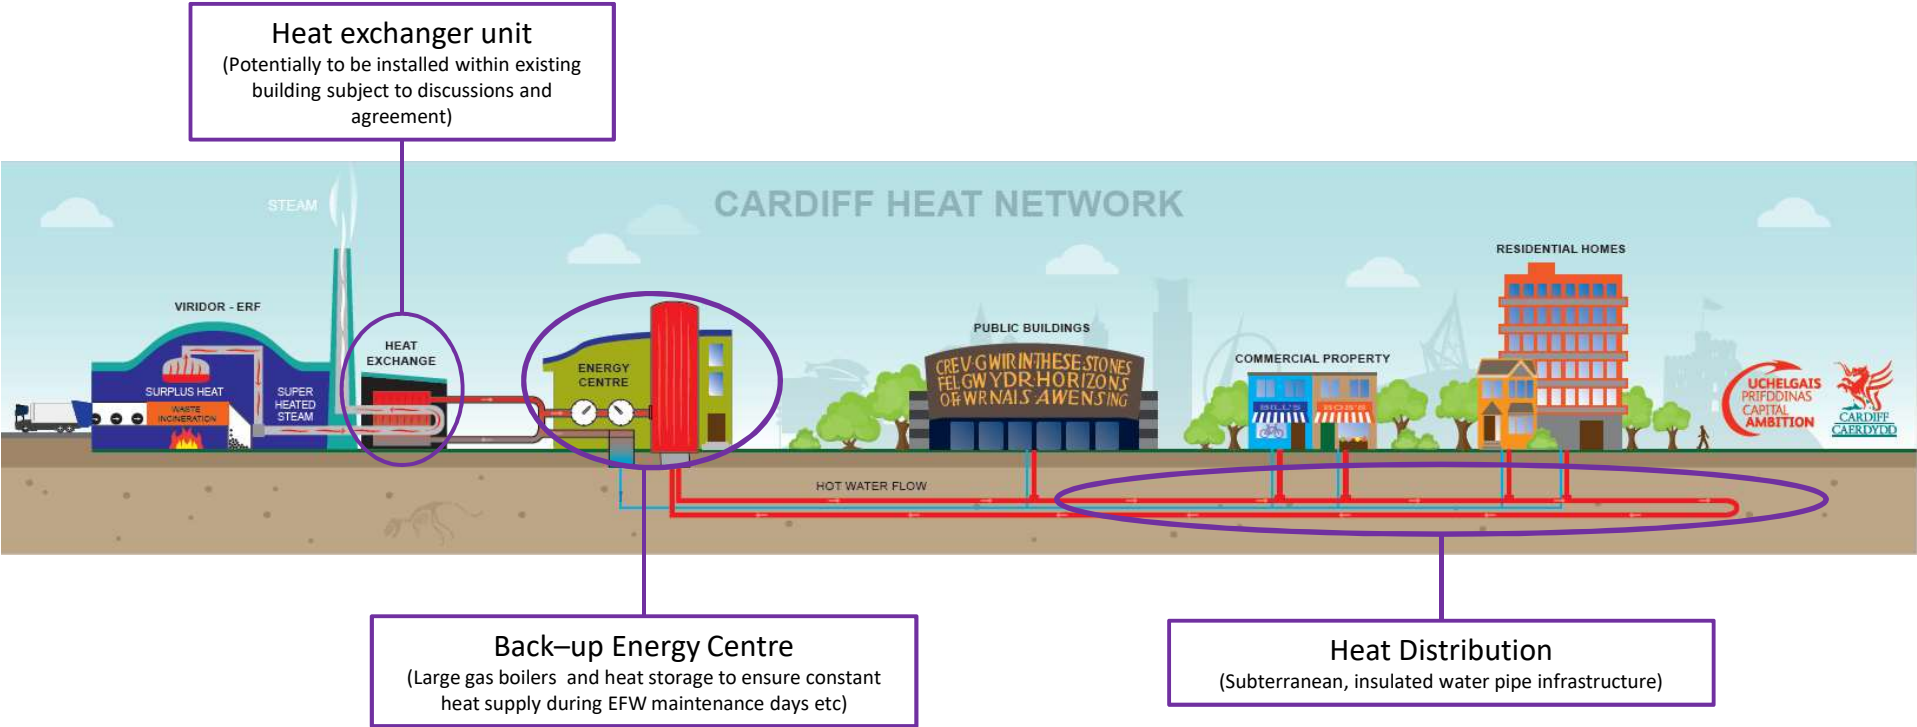 Heat exchanger unit
(Potentially to be installed within existing
building subject to discussions and
agreement)
CARDIFF HEAT NETWORK
STEAM
VIRIDOR - ERF
SURPLUS HEAT
WASTE
INCINERATION
SUPER
HEATED
STEAM
HEAT
EXCHANGE
ENERGY
CENTRE
PUBLIC BUILDINGS
CREV·GWIR IN THESE·STONES
FEL GWYDR·HORIZONS
O FFWRNAIS·AWEN SING
COMMERCIAL PROPERTY
BILL'S
BOB'S
RESIDENTIAL HOMES
UCHELGAIS
PRIFDDINAS
CAPITAL
AMBITION
CARDIFF
CAERDYDD
HOT WATER FLOW
Back–up Energy Centre
(Large gas boilers and heat storage to ensure constant
heat supply during EFW maintenance days etc)
Heat Distribution
(Subterranean, insulated water pipe infrastructure)